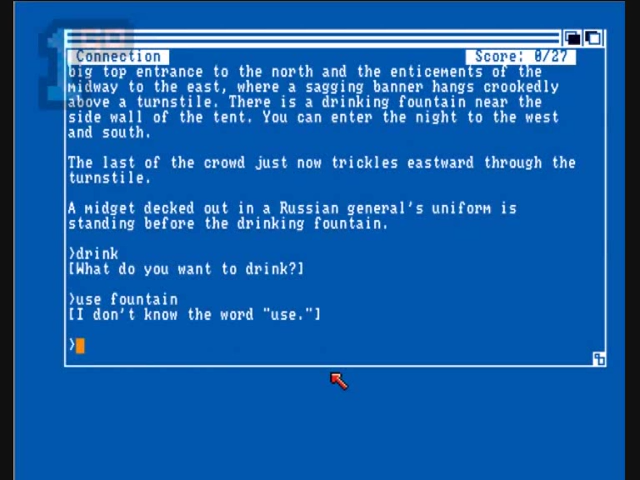 Connection Score: 0/27
big top entrance to the north and the enticements of the
midway to the east, where a sagging banner hangs crookedly
above a turnstile. There is a drinking fountain near the
side wall of the tent. You can enter the night to the west
and south.
The last of the crowd just now trickles eastward through the
turnstile.
A midget decked out in a Russian general's uniform is
standing before the drinking fountain.
>drink
[What do you want to drink?]
>use fountain
[I don't know the word "use."]
>